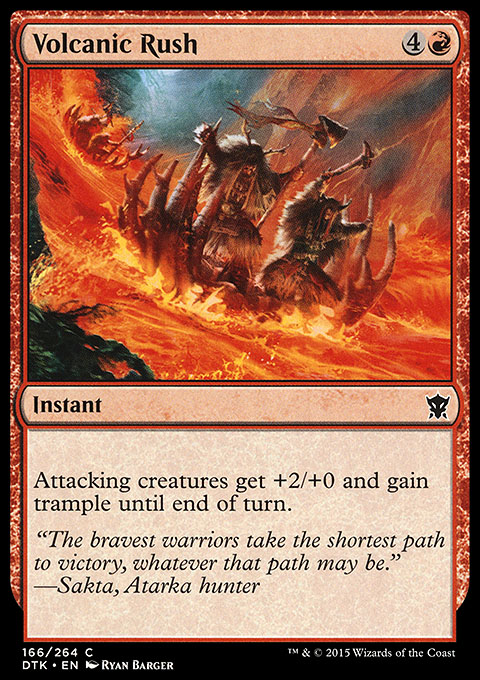 Volcanic Rush 4
Instant
Attacking creatures get +2/+0 and gain
trample until end of turn.
“The bravest warriors take the shortest path
to victory, whatever that path may be.”
—Sakta, Atarka hunter
166/264 C
DTK • EN Ryan Barger
™ & © 2015 Wizards of the Coast